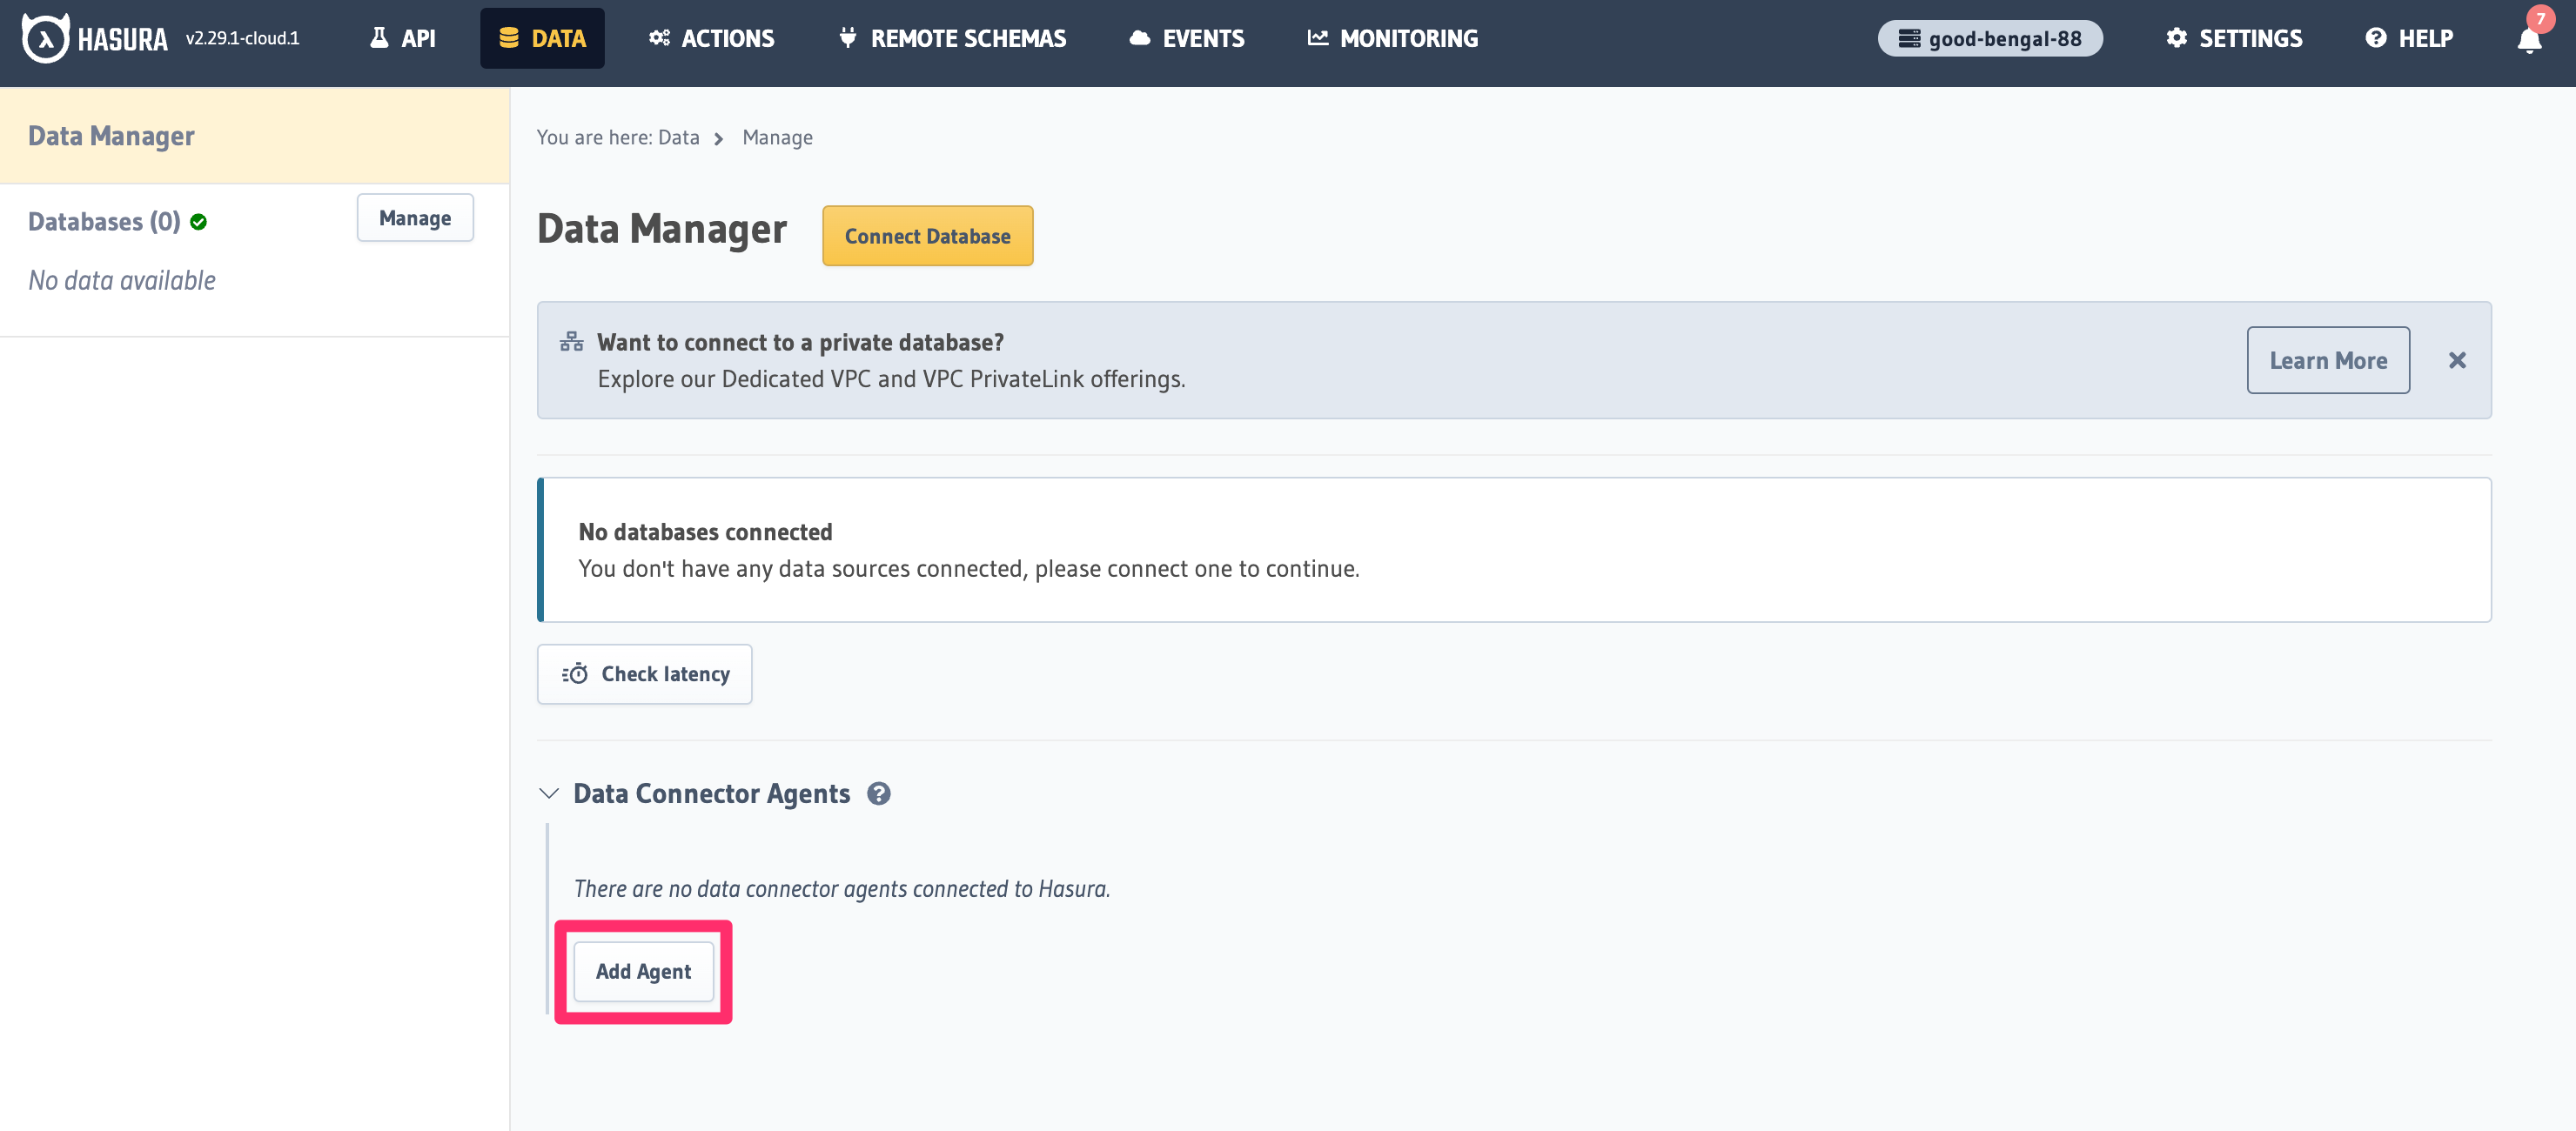 HASURA v2.29.1-cloud.1 API DATA ACTIONS REMOTE SCHEMAS EVENTS MONITORING good-bengal-88 SETTINGS HELP 7
Data Manager
Databases (0) Manage
No data available
You are here: Data Manage
Data Manager Connect Database
Want to connect to a private database?
Explore our Dedicated VPC and VPC PrivateLink offerings.
Learn More
No databases connected
You don't have any data sources connected, please connect one to continue.
Check latency
Data Connector Agents
There are no data connector agents connected to Hasura.
Add Agent